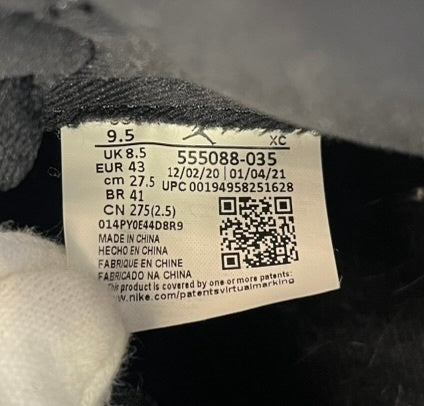 9.5 XC
UK 8.5 555088-035
EUR 43 12/02/20 01/04/21
cm 27.5 UPC 00194958251628
BR 41
CN 275(2.5)
014PY0E44D8R9
MADE IN CHINA
HECHO EN CHINA
FABRIQUE EN CHINE
FABRICADO NA CHINA
This product is covered by one or more patents:
w.nike.com/patentsvirtualmarking